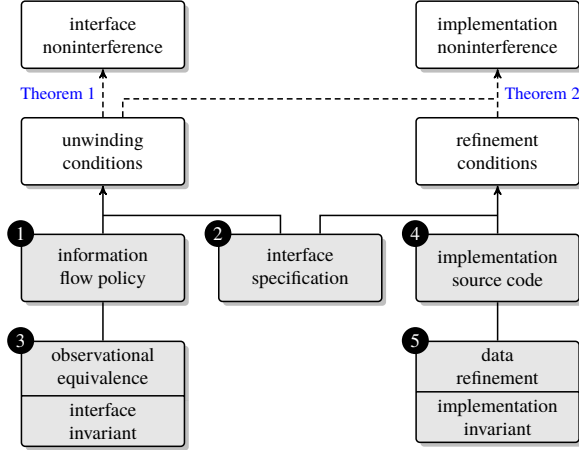 interface
noninterference
implementation
noninterference
Theorem 1
Theorem 2
unwinding
conditions
refinement
conditions
1
information
flow policy
2
interface
specification
4
implementation
source code
3
observational
equivalence
interface
invariant
5
data
refinement
implementation
invariant